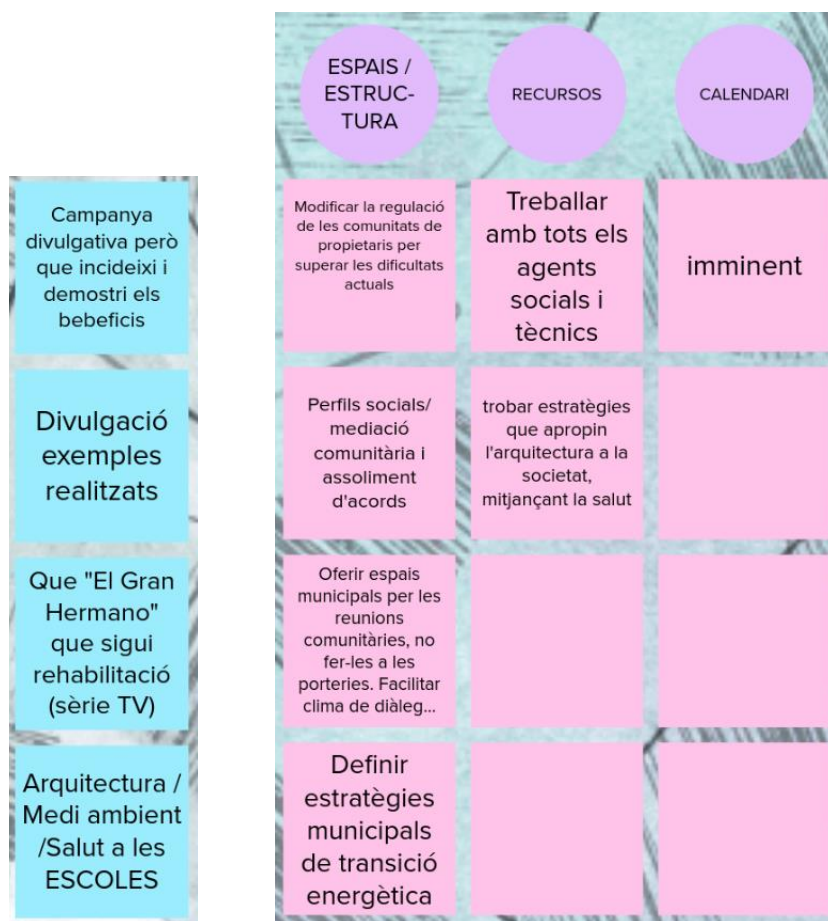 ESPAIS /
ESTRUC-
TURA
RECURSOS
CALENDARI
Campanya
divulgativa però
que incideixi i
demostri els
bebeficis
Modificar la regulació
de les comunitats de
propietaris per
superar les dificultats
actuals
Treballar
amb tots els
agents
socials i
tècnics
imminent
Divulgació
exemples
realitzats
Perfils socials/
mediació
comunitària i
assoliment
d'acords
trobar estratègies
que apropin
l'arquitectura a la
societat,
mitjançant la salut
Que "El Gran
Hermano"
que sigui
rehabilitació
(sèrie TV)
Oferir espais
municipals per les
reunions
comunitàries, no
fer-les a les
porteries. Facilitar
clima de diàleg...
Arquitectura /
Medi ambient
/Salut a les
ESCOLES
Definir
estratègies
municipals
de transició
energètica